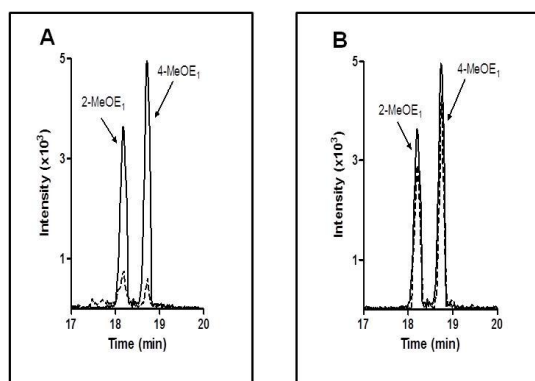 A
5
3
1
Intensity (x10³)
2-MeOE₁
4-MeOE₁
17 18 19 20
Time (min)
B
5
3
1
Intensity (x10³)
2-MeOE₁
4-MeOE₁
17 18 19 20
Time (min)